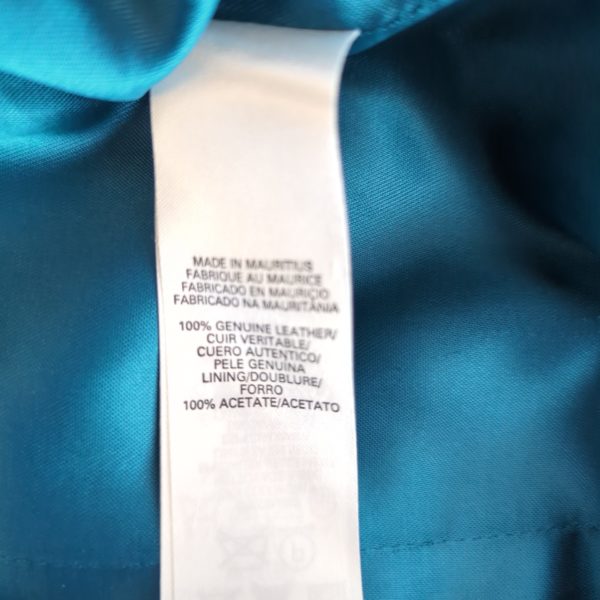 MADE IN MAURITIUS
FABRIQUE AU MAURICE
FABRICADO EN MAURICIO
FABRICADO NA MAURITÂNIA
100% GENUINE LEATHER/
CUIR VERITABLE/
CUERO AUTENTICO/
PELE GENUINA
LINING/DOUBLURE/
FORRO
100% ACETATE/ACETATO